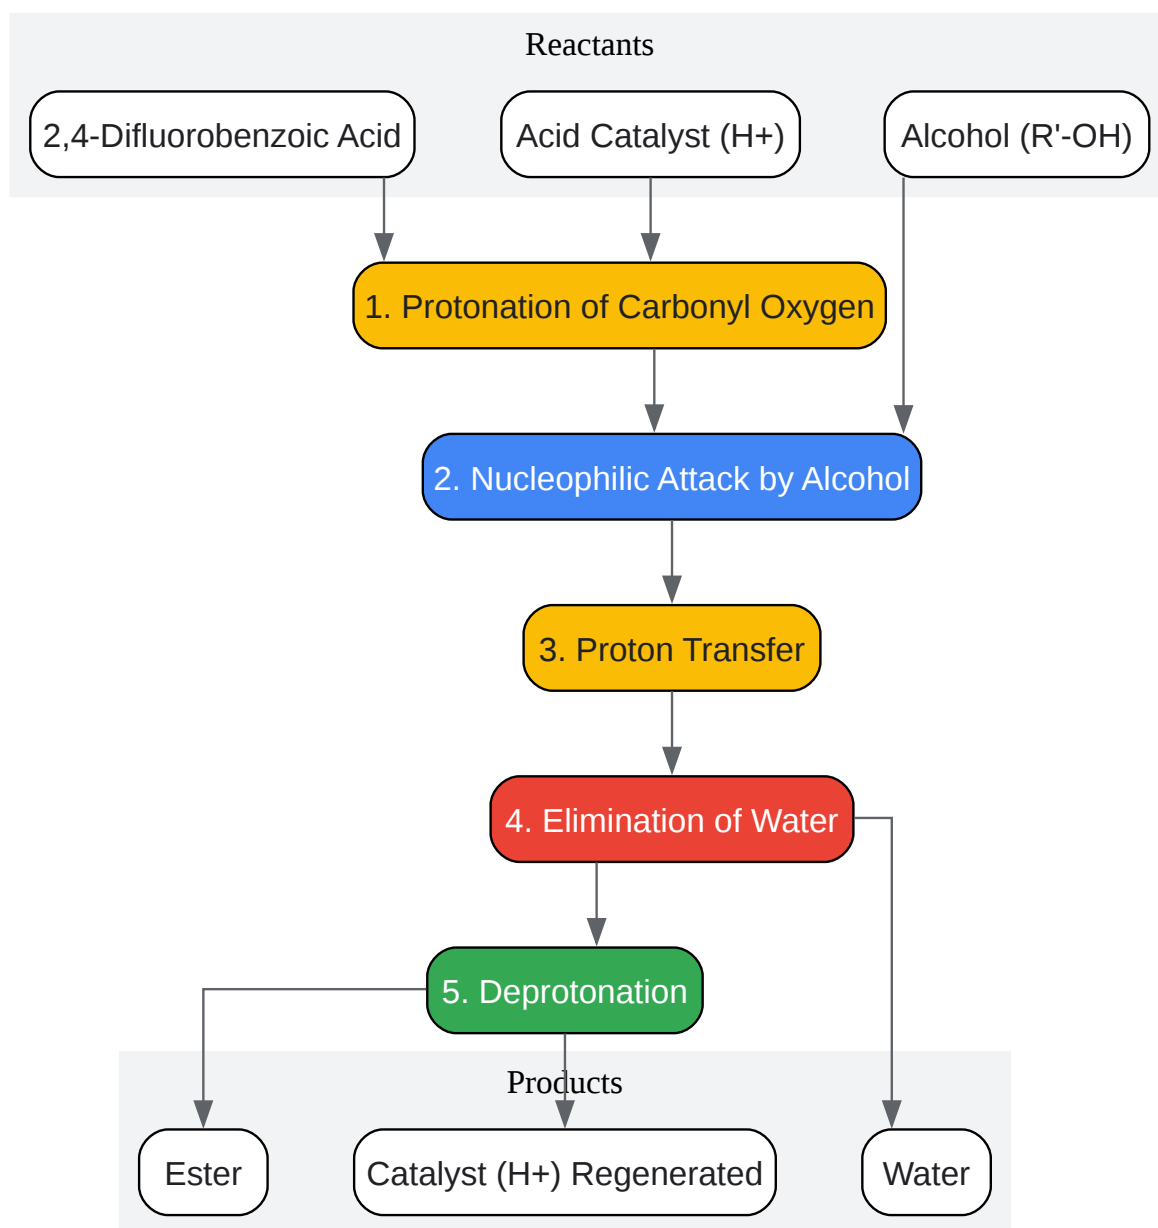 Reactants
2,4-Difluorobenzoic Acid
Acid Catalyst (H+)
Alcohol (R'-OH)
1. Protonation of Carbonyl Oxygen
2. Nucleophilic Attack by Alcohol
3. Proton Transfer
4. Elimination of Water
5. Deprotonation
Products
Ester
Catalyst (H+) Regenerated
Water